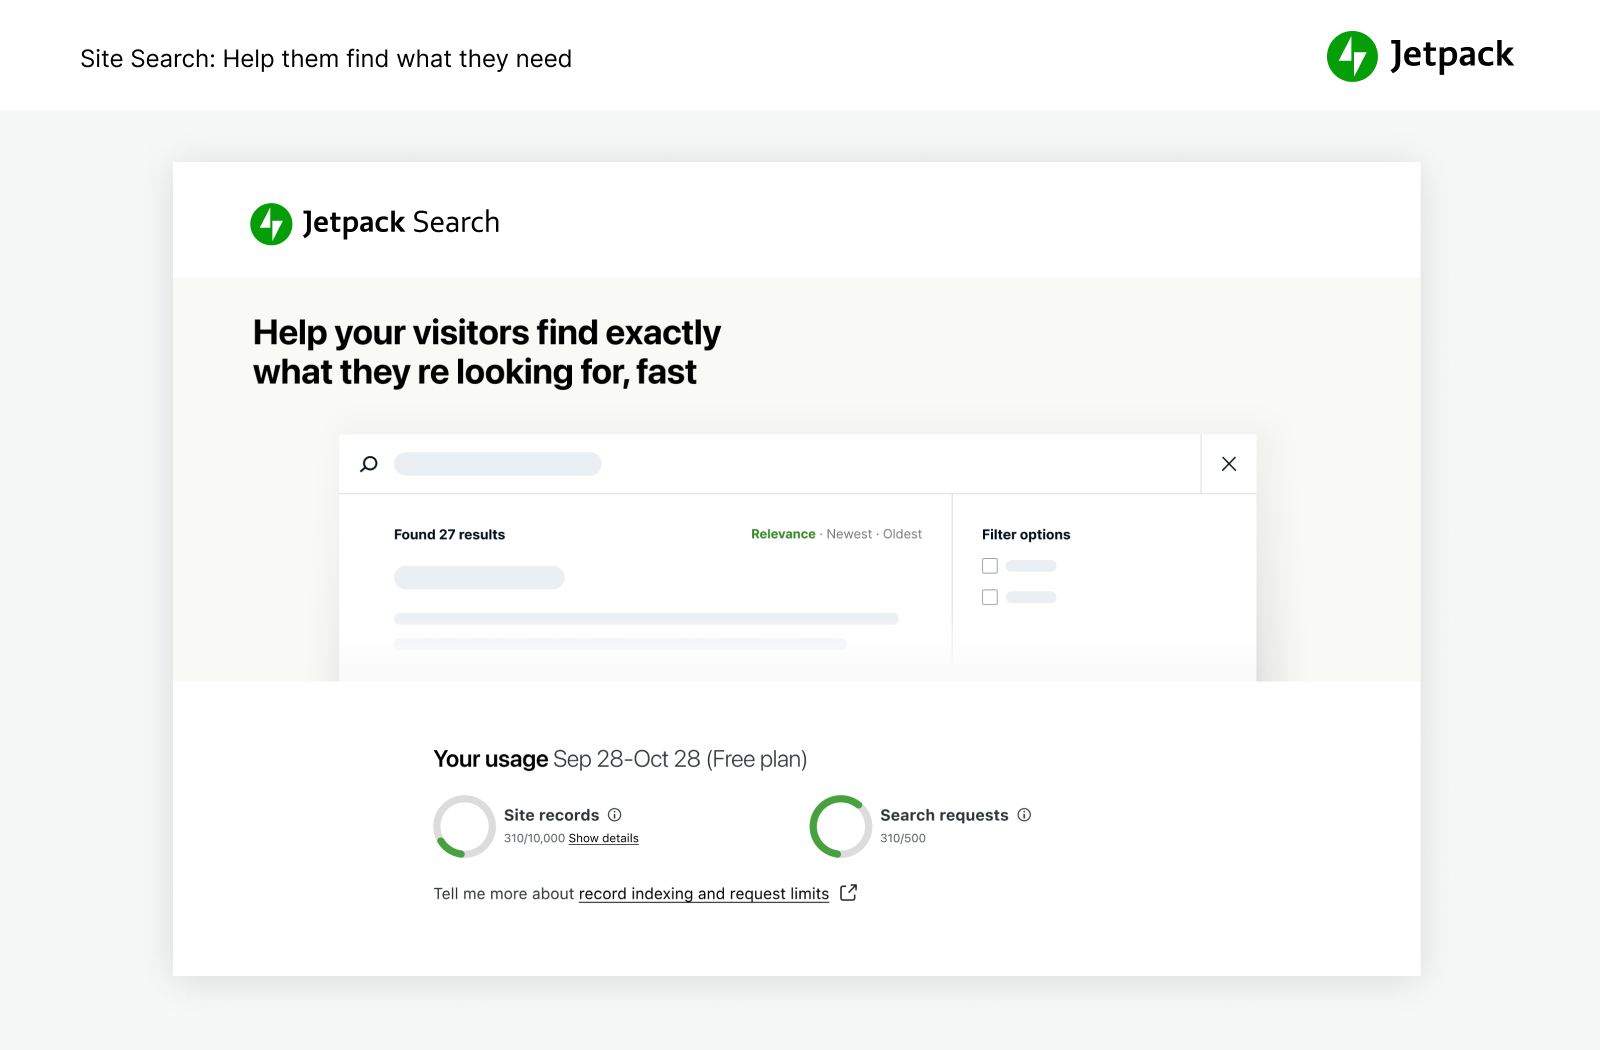 Site Search: Help them find what they need
Jetpack
Jetpack Search
Help your visitors find exactly
what they re looking for, fast
Found 27 results
Relevance · Newest · Oldest
Filter options
Your usage Sep 28-Oct 28 (Free plan)
Site records
310/10,000 Show details
Search requests
310/500
Tell me more about record indexing and request limits